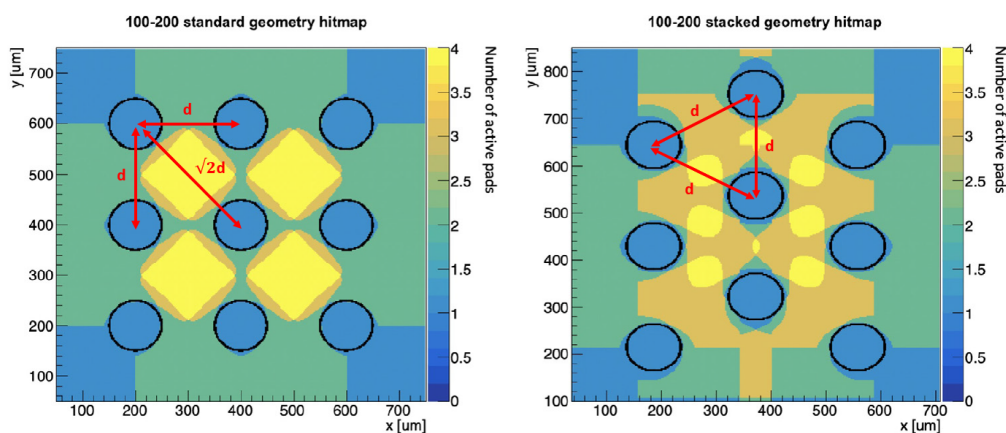 100-200 standard geometry hitmap
y [um]
700
600
500
400
300
200
100
100 200 300 400 500 600 700
x [um]
d
d
√2d
4
3.5
3
2.5
2
1.5
1
0.5
0
Number of active pads
100-200 stacked geometry hitmap
y [um]
800
700
600
500
400
300
200
100
100 200 300 400 500 600 700
x [um]
d
d
d
4
3.5
3
2.5
2
1.5
1
0.5
0
Number of active pads